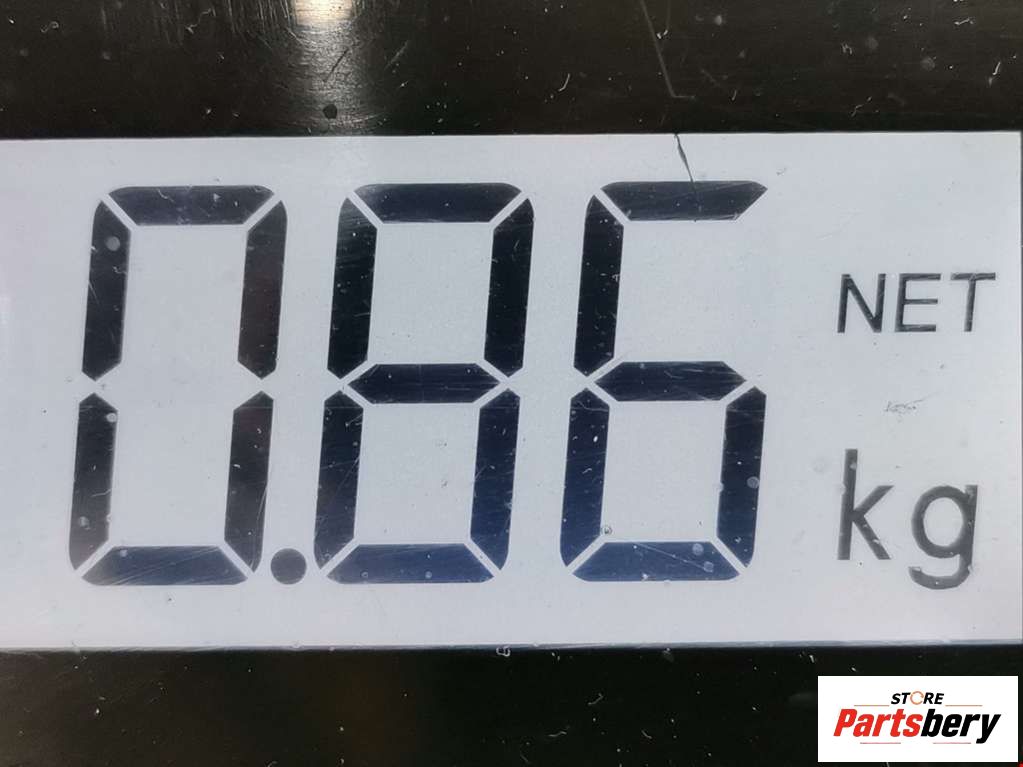 0.86 NET
kg
STORE
Partsbery